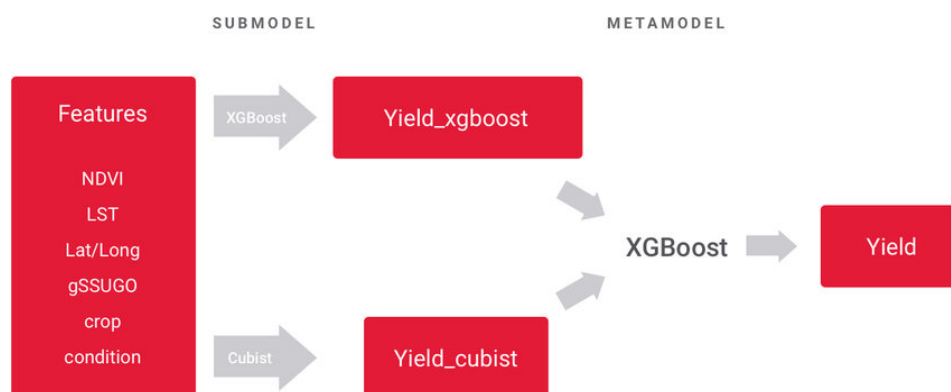 SUBMODEL
METAMODEL
Features
NDVI
LST
Lat/Long
gSSUGO
crop
condition
XGBoost
Yield_xgboost
Cubist
Yield_cubist
XGBoost
Yield